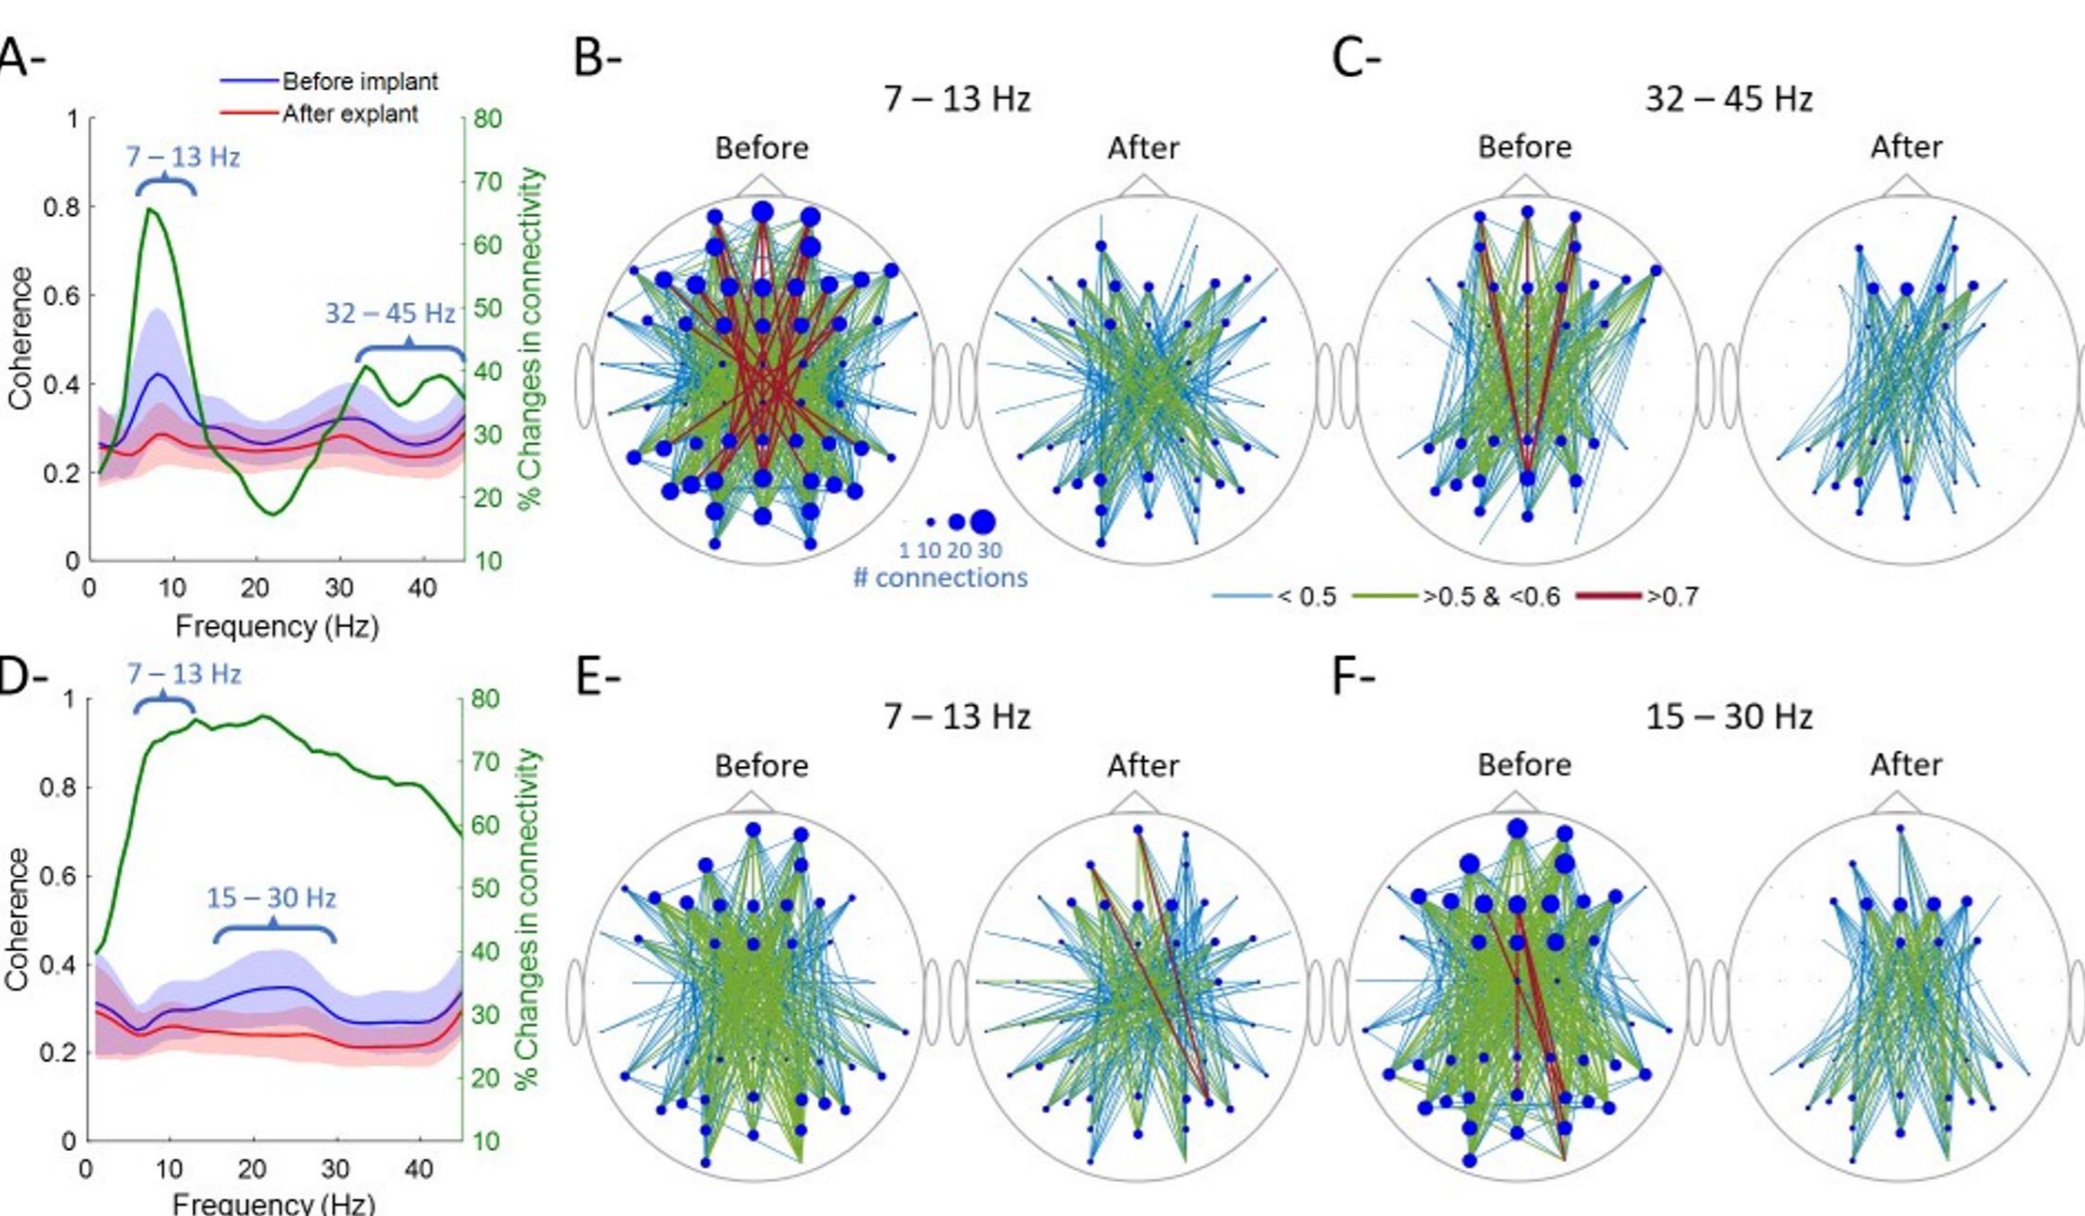 A-
Before implant
After explant
7 – 13 Hz
32 – 45 Hz
1
0.8
0.6
0.4
0.2
0
Coherence
80
70
60
50
40
30
20
10
% Changes in connectivity
0 10 20 30 40
Frequency (Hz)
B-
7 – 13 Hz
Before After
1 10 20 30
# connections
C-
32 – 45 Hz
Before After
< 0.5 >0.5 & <0.6 >0.7
D-
7 – 13 Hz
15 – 30 Hz
1
0.8
0.6
0.4
0.2
0
Coherence
80
70
60
50
40
30
20
10
% Changes in connectivity
0 10 20 30 40
Frequency (Hz)
E-
7 – 13 Hz
Before After
F-
15 – 30 Hz
Before After